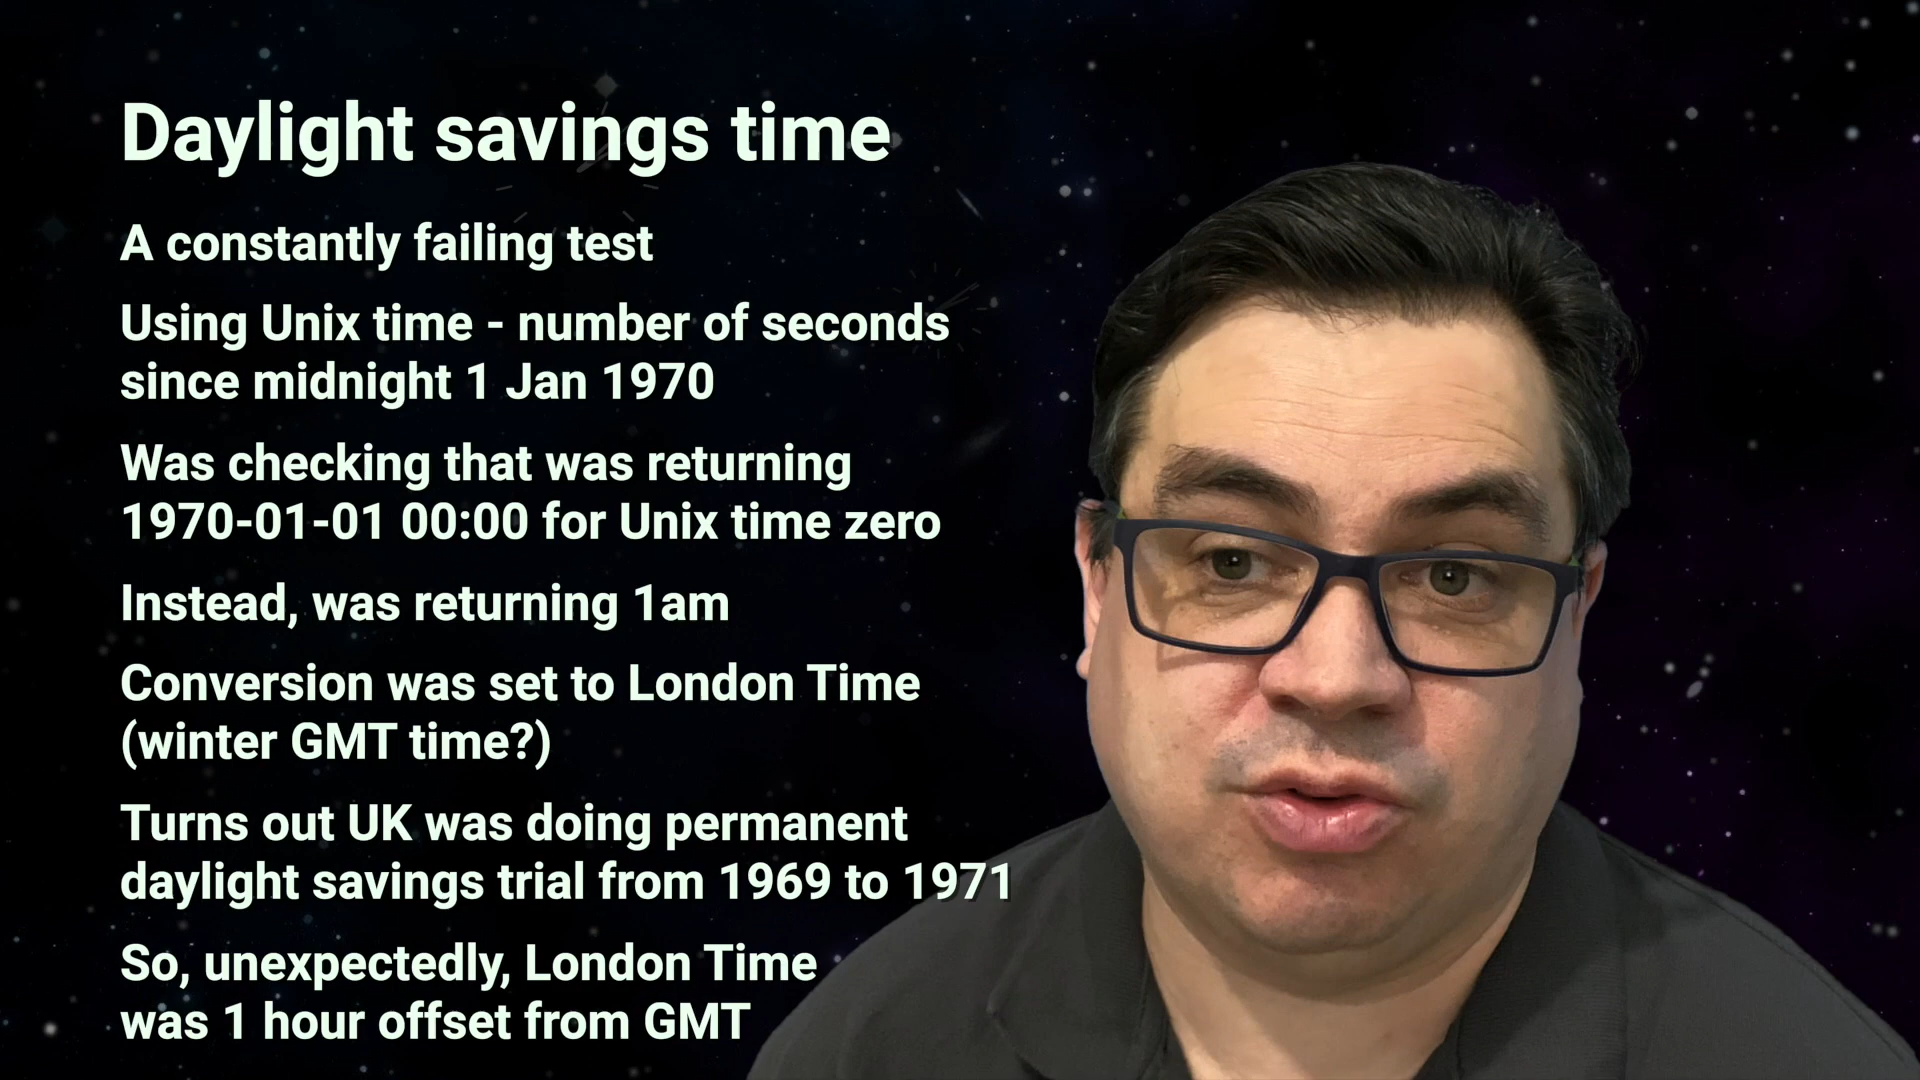 Daylight savings time
A constantly failing test
Using Unix time - number of seconds
since midnight 1 Jan 1970
Was checking that was returning
1970-01-01 00:00 for Unix time zero
Instead, was returning 1am
Conversion was set to London Time
(winter GMT time?)
Turns out UK was doing permanent
daylight savings trial from 1969 to 1971
So, unexpectedly, London Time
was 1 hour offset from GMT